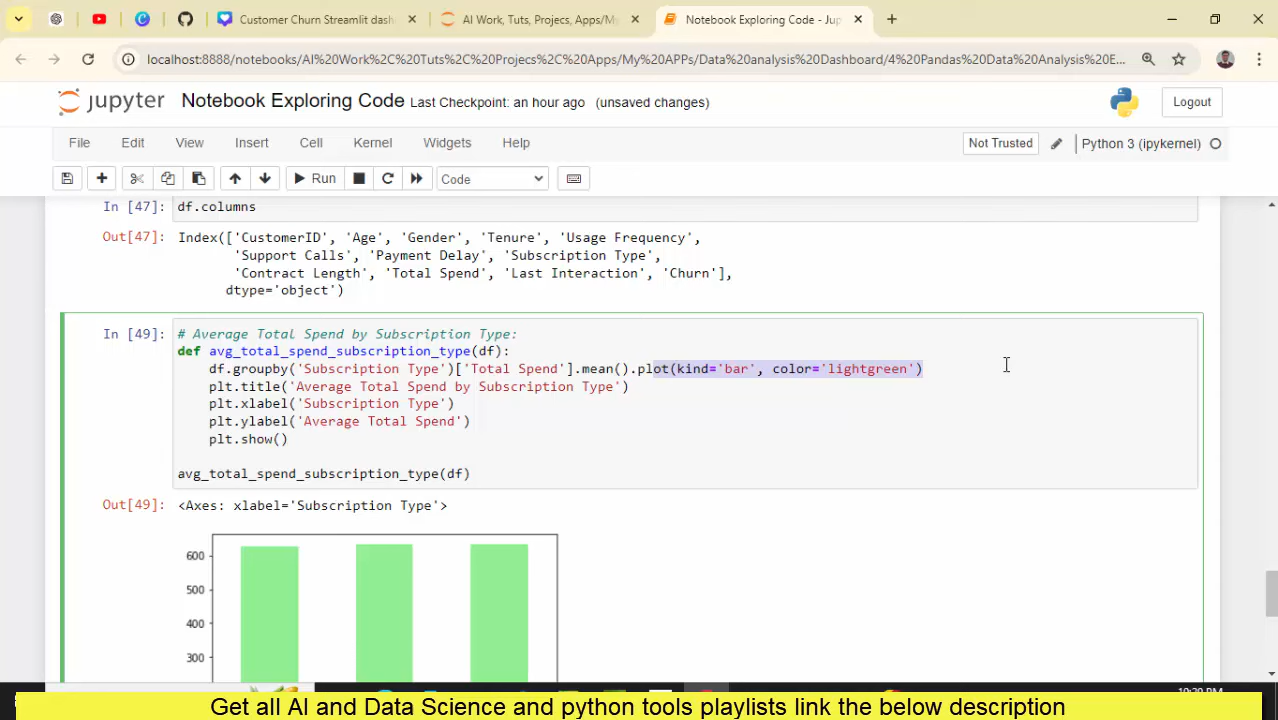 Customer Churn Streamlit dash
AI Work, Tuts, Projecs, Apps/My
Notebook Exploring Code - Jup
localhost:8888/notebooks/AI%20Work%2C%20Tuts%2C%20Projecs%2C%20Apps/My%20APPs/Data%20analysis%20Dashboard/4%20Pandas%20Data%20Analysis%20E...
jupyter Notebook Exploring Code Last Checkpoint: an hour ago (unsaved changes)
Logout
File Edit View Insert Cell Kernel Widgets Help
Not Trusted
Python 3 (ipykernel)
Run
Code
In [47]: df.columns
Out[47]: Index(['CustomerID', 'Age', 'Gender', 'Tenure', 'Usage Frequency',
'Support Calls', 'Payment Delay', 'Subscription Type',
'Contract Length', 'Total Spend', 'Last Interaction', 'Churn'],
dtype='object')
In [49]: # Average Total Spend by Subscription Type:
def avg_total_spend_subscription_type(df):
df.groupby('Subscription Type')['Total Spend'].mean().plot(kind='bar', color='lightgreen')
plt.title('Average Total Spend by Subscription Type')
plt.xlabel('Subscription Type')
plt.ylabel('Average Total Spend')
plt.show()
avg_total_spend_subscription_type(df)
Out[49]: <Axes: xlabel='Subscription Type'>
600
500
400
300
Get all AI and Data Science and python tools playlists link the below description